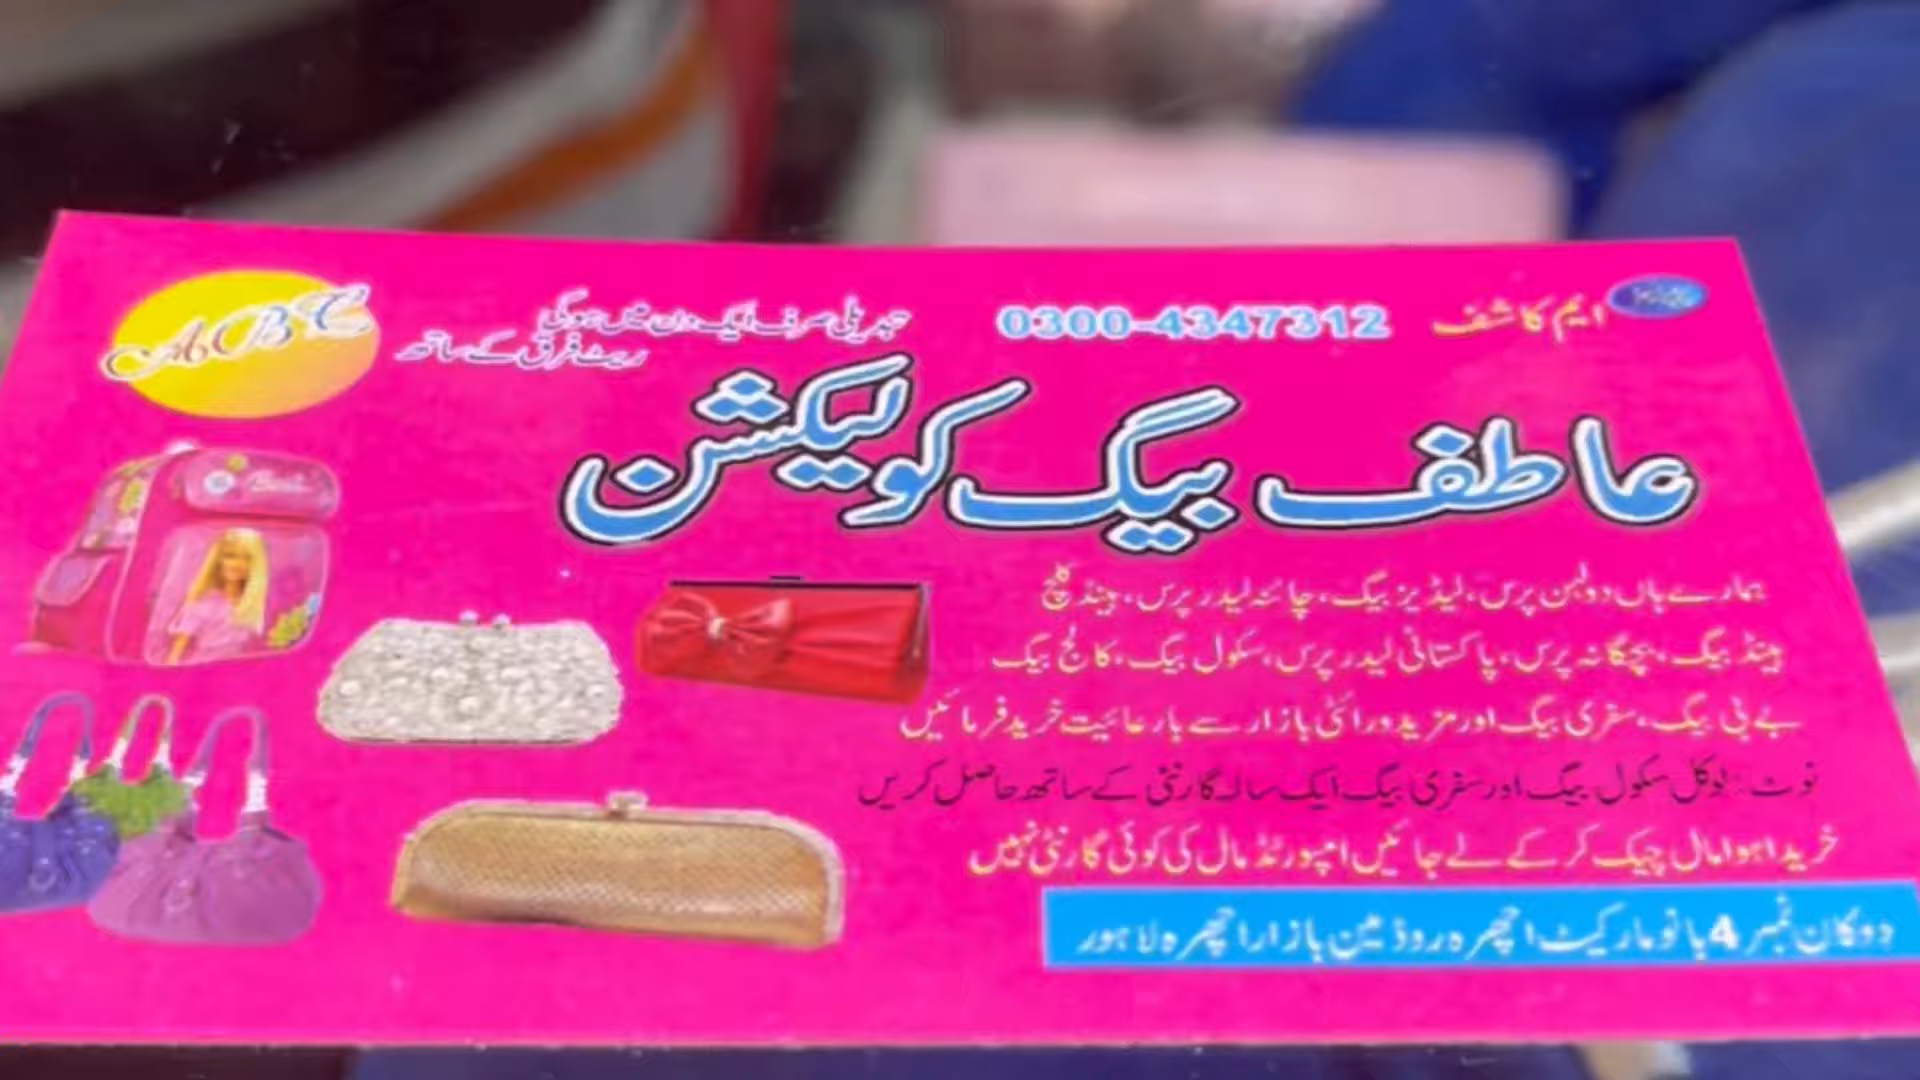 ایم کاشف 0300-4347312
تبدیلی صرف ایک دن میں ہوگی
ریٹ فرق کے ساتھ
ABC
عاطف بیگ کولیکشن
ہمارے ہاں دولہن پرس، لیڈیز بیگ، چائنہ لیدر پرس، ہینڈ کلچ
ہینڈ بیگ، بچگانہ پرس، پاکستانی لیدر پرس، سکول بیگ، کالج بیگ
بے بی بیگ، سفری بیگ اور مزید ورائٹی بازار سے بارعائیت خرید فرمائیں
نوٹ: لوکل سکول بیگ اور سفری بیگ ایک سالہ گارنٹی کے ساتھ حاصل کریں
خریدا ہوا مال چیک کر کے لے جائیں امپورٹڈ مال کی کوئی گارنٹی نہیں
دوکان نمبر 4 بانو مارکیٹ اچھرہ روڈ مین بازار اچھرہ لاہور